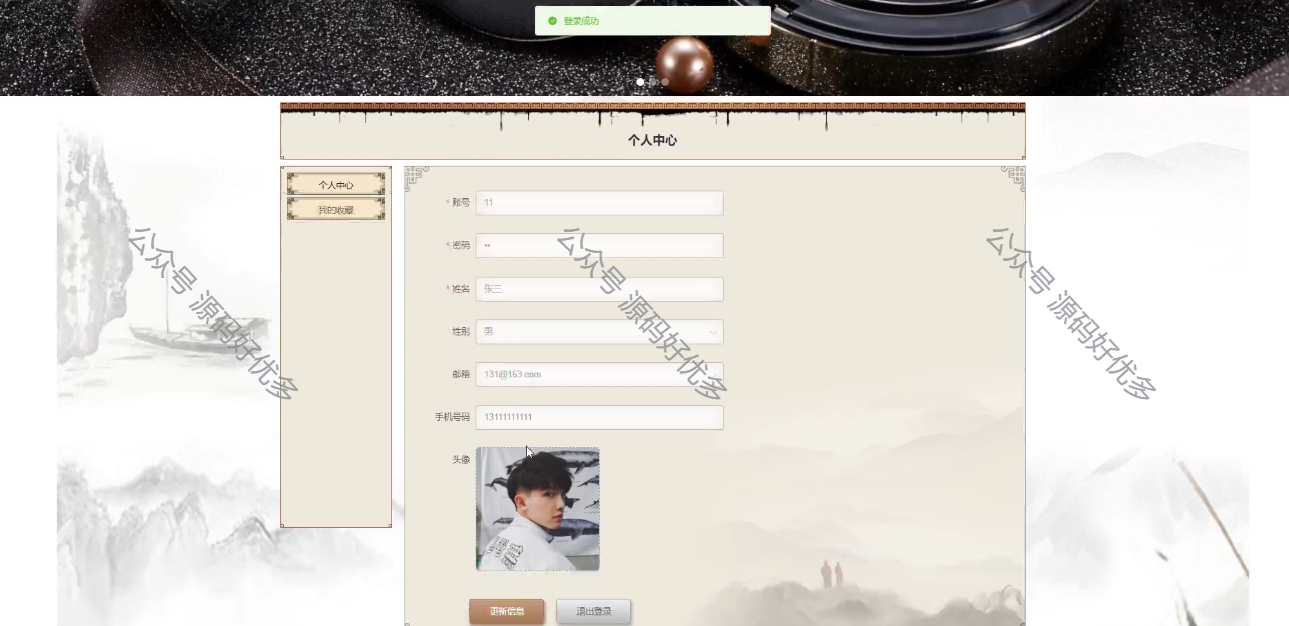 登录成功
个人中心
个人中心
我的收藏
*账号 11
*密码 ••
*姓名 张三
性别 男
邮箱 131@163.com
手机号码 13111111111
头像
更新信息 退出登录
公众号 源码好优多
公众号 源码好优多
公众号 源码好优多